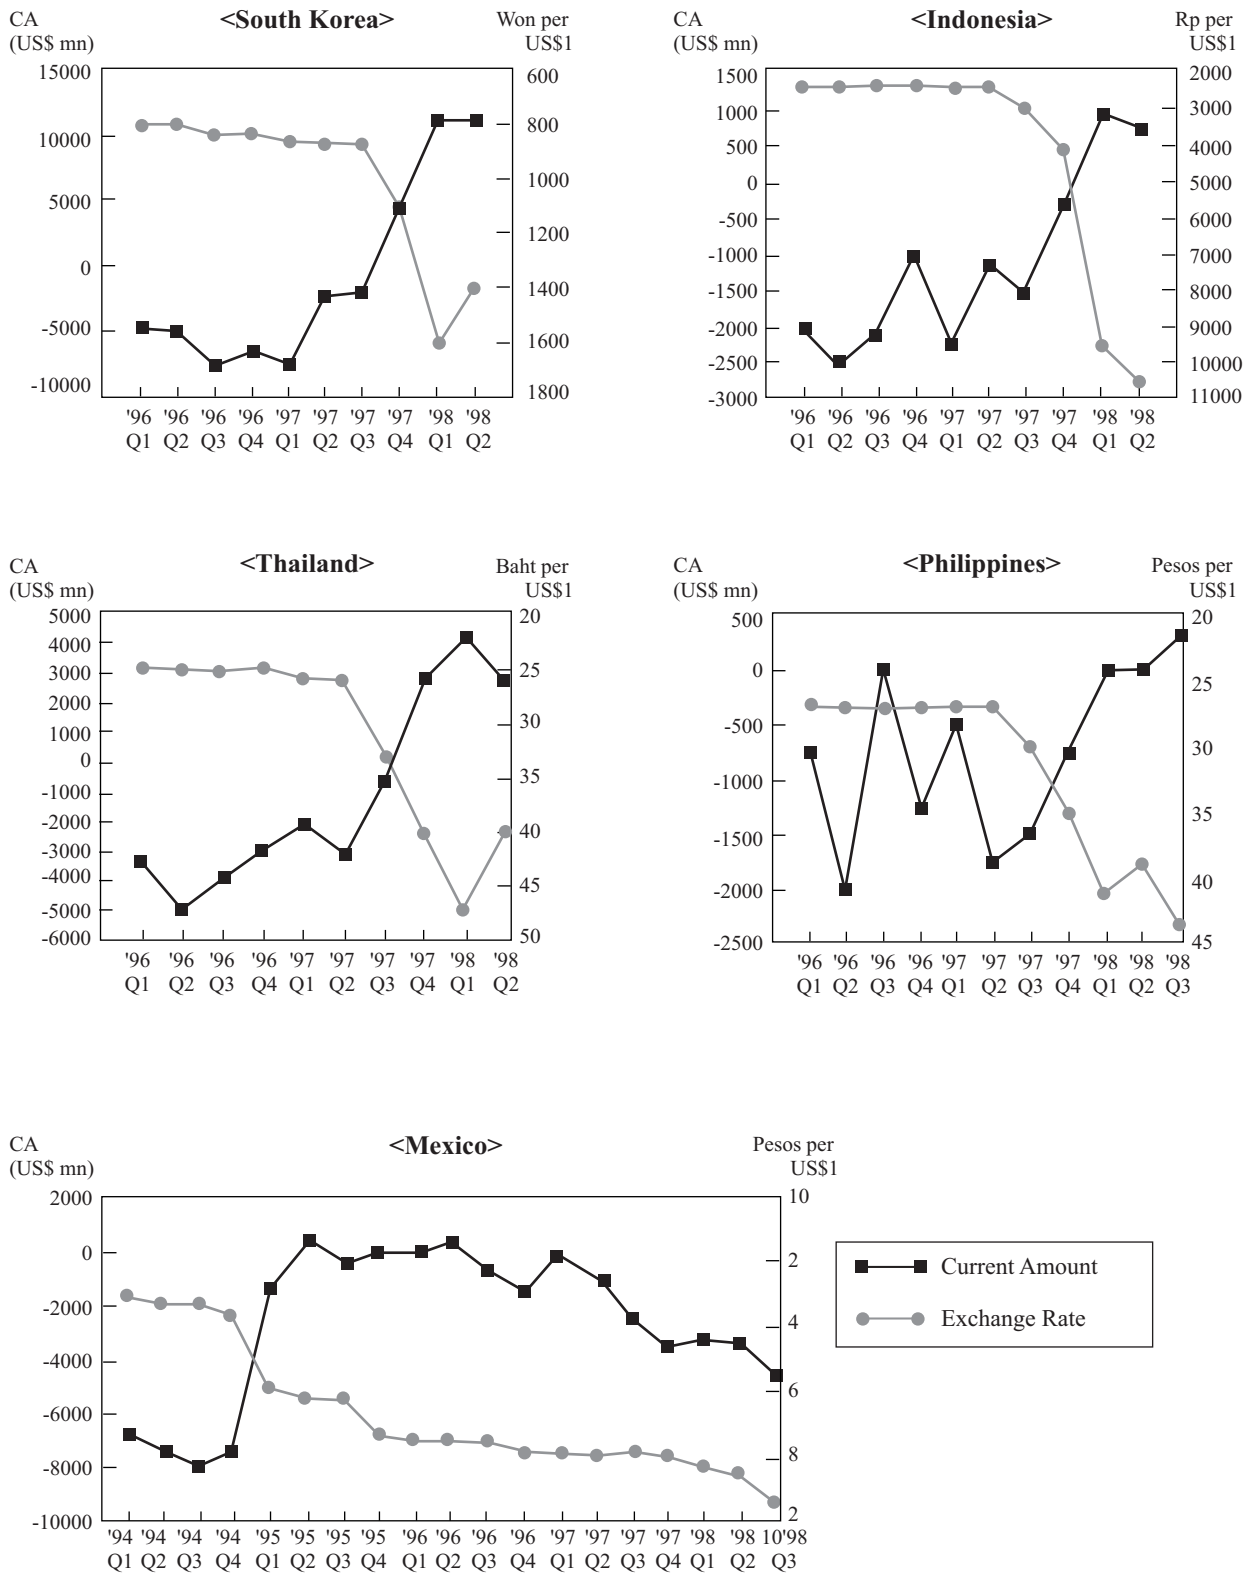 CA
(US$ mn)
<South Korea>
Won per
US$1
15000
10000
5000
0
-5000
-10000
600
800
1000
1200
1400
1600
1800
'96 '96 '96 '96 '97 '97 '97 '97 '98 '98
Q1 Q2 Q3 Q4 Q1 Q2 Q3 Q4 Q1 Q2
CA
(US$ mn)
<Indonesia>
Rp per
US$1
1500
1000
500
0
-500
-1000
-1500
-2000
-2500
-3000
2000
3000
4000
5000
6000
7000
8000
9000
10000
11000
'96 '96 '96 '96 '97 '97 '97 '97 '98 '98
Q1 Q2 Q3 Q4 Q1 Q2 Q3 Q4 Q1 Q2
CA
(US$ mn)
<Thailand>
Baht per
US$1
5000
4000
3000
2000
1000
0
-1000
-2000
-3000
-4000
-5000
-6000
20
25
30
35
40
45
50
'96 '96 '96 '96 '97 '97 '97 '97 '98 '98
Q1 Q2 Q3 Q4 Q1 Q2 Q3 Q4 Q1 Q2
CA
(US$ mn)
<Philippines>
Pesos per
US$1
500
0
-500
-1000
-1500
-2000
-2500
20
25
30
35
40
45
'96 '96 '96 '96 '97 '97 '97 '97 '98 '98 '98
Q1 Q2 Q3 Q4 Q1 Q2 Q3 Q4 Q1 Q2 Q3
CA
(US$ mn)
<Mexico>
Pesos per
US$1
2000
0
-2000
-4000
-6000
-8000
-10000
10
2
4
6
8
2
'94 '94 '94 '94 '95 '95 '95 '95 '96 '96 '96 '96 '97 '97 '97 '97 '98 '98 10'98
Q1 Q2 Q3 Q4 Q1 Q2 Q3 Q4 Q1 Q2 Q3 Q4 Q1 Q2 Q3 Q4 Q1 Q2 Q3
Current Amount
Exchange Rate